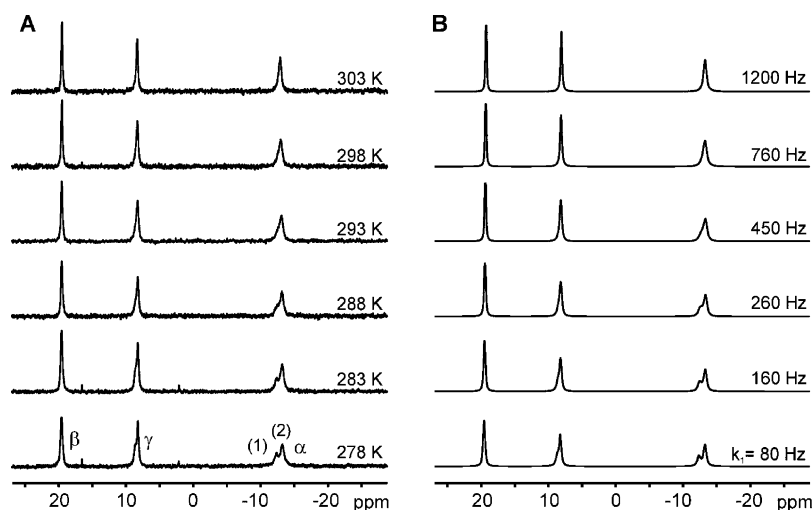 A
B
303 K
1200 Hz
298 K
760 Hz
293 K
450 Hz
288 K
260 Hz
283 K
160 Hz
β
γ
(1)
(2)
α
278 K
k₁= 80 Hz
20 10 0 -10 -20 ppm
20 10 0 -10 -20 ppm